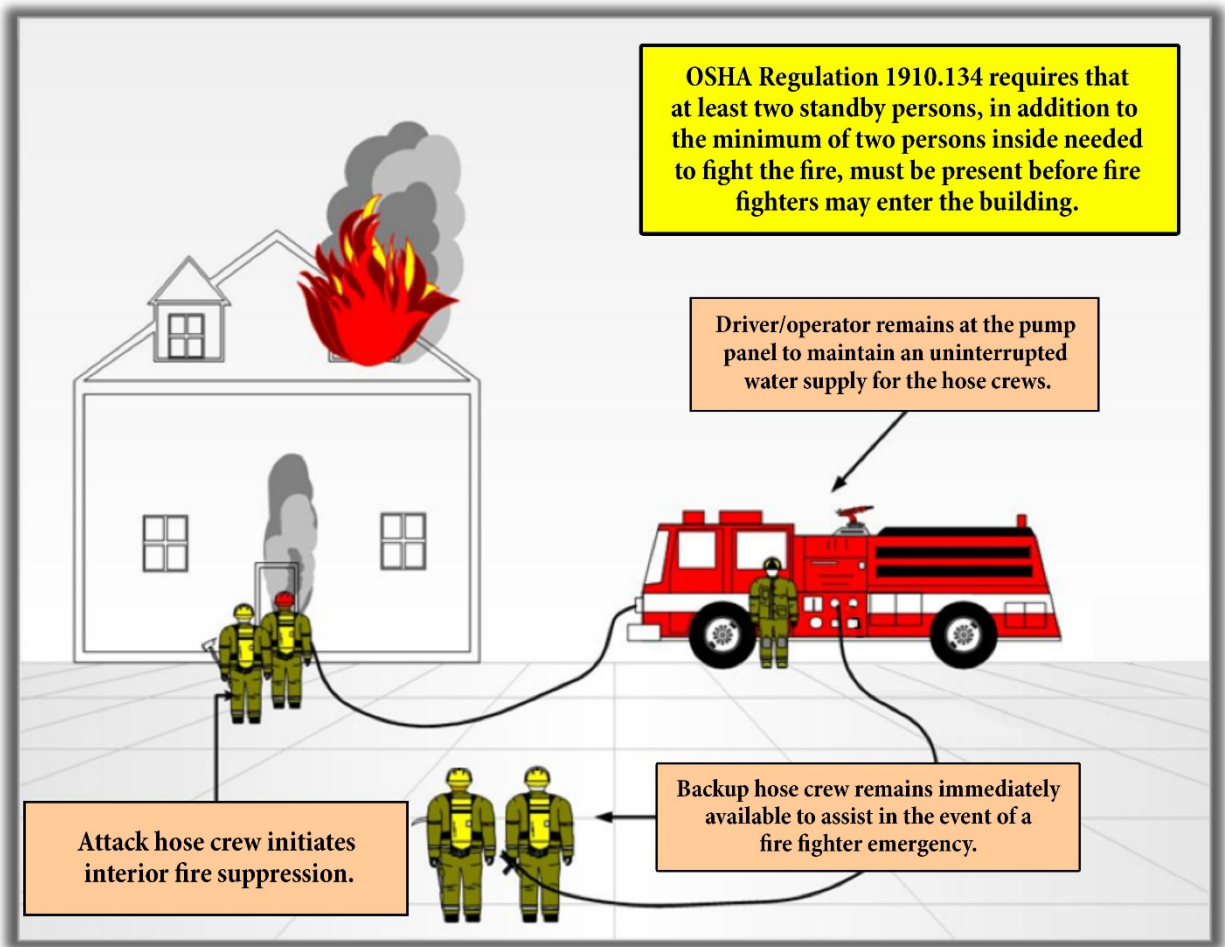 OSHA Regulation 1910.134 requires that
at least two standby persons, in addition to
the minimum of two persons inside needed
to fight the fire, must be present before fire
fighters may enter the building.
Driver/operator remains at the pump
panel to maintain an uninterrupted
water supply for the hose crews.
Backup hose crew remains immediately
available to assist in the event of a
fire fighter emergency.
Attack hose crew initiates
interior fire suppression.